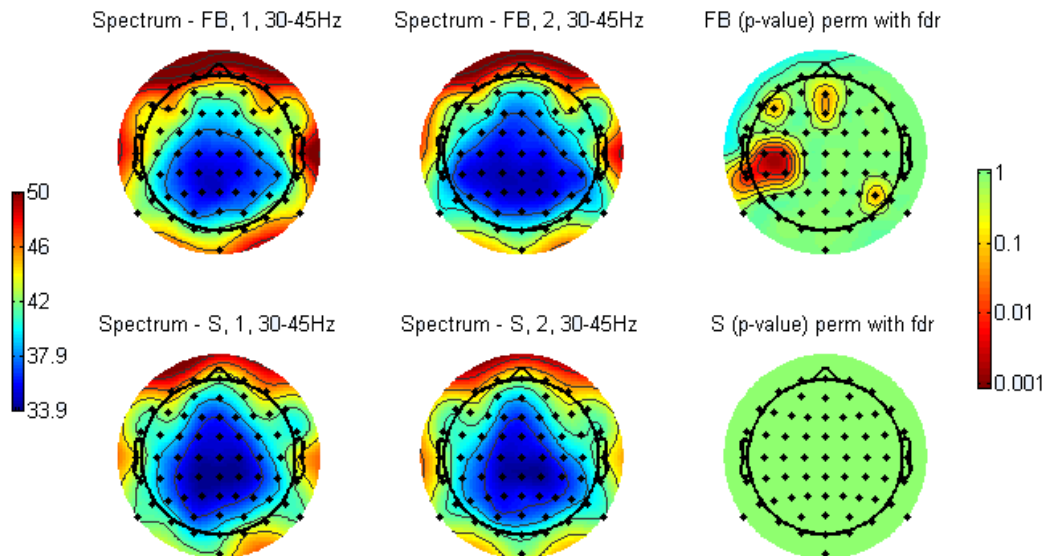 Spectrum - FB, 1, 30-45Hz
Spectrum - FB, 2, 30-45Hz
FB (p-value) perm with fdr
50
46
42
37.9
33.9
1
0.1
0.01
0.001
Spectrum - S, 1, 30-45Hz
Spectrum - S, 2, 30-45Hz
S (p-value) perm with fdr